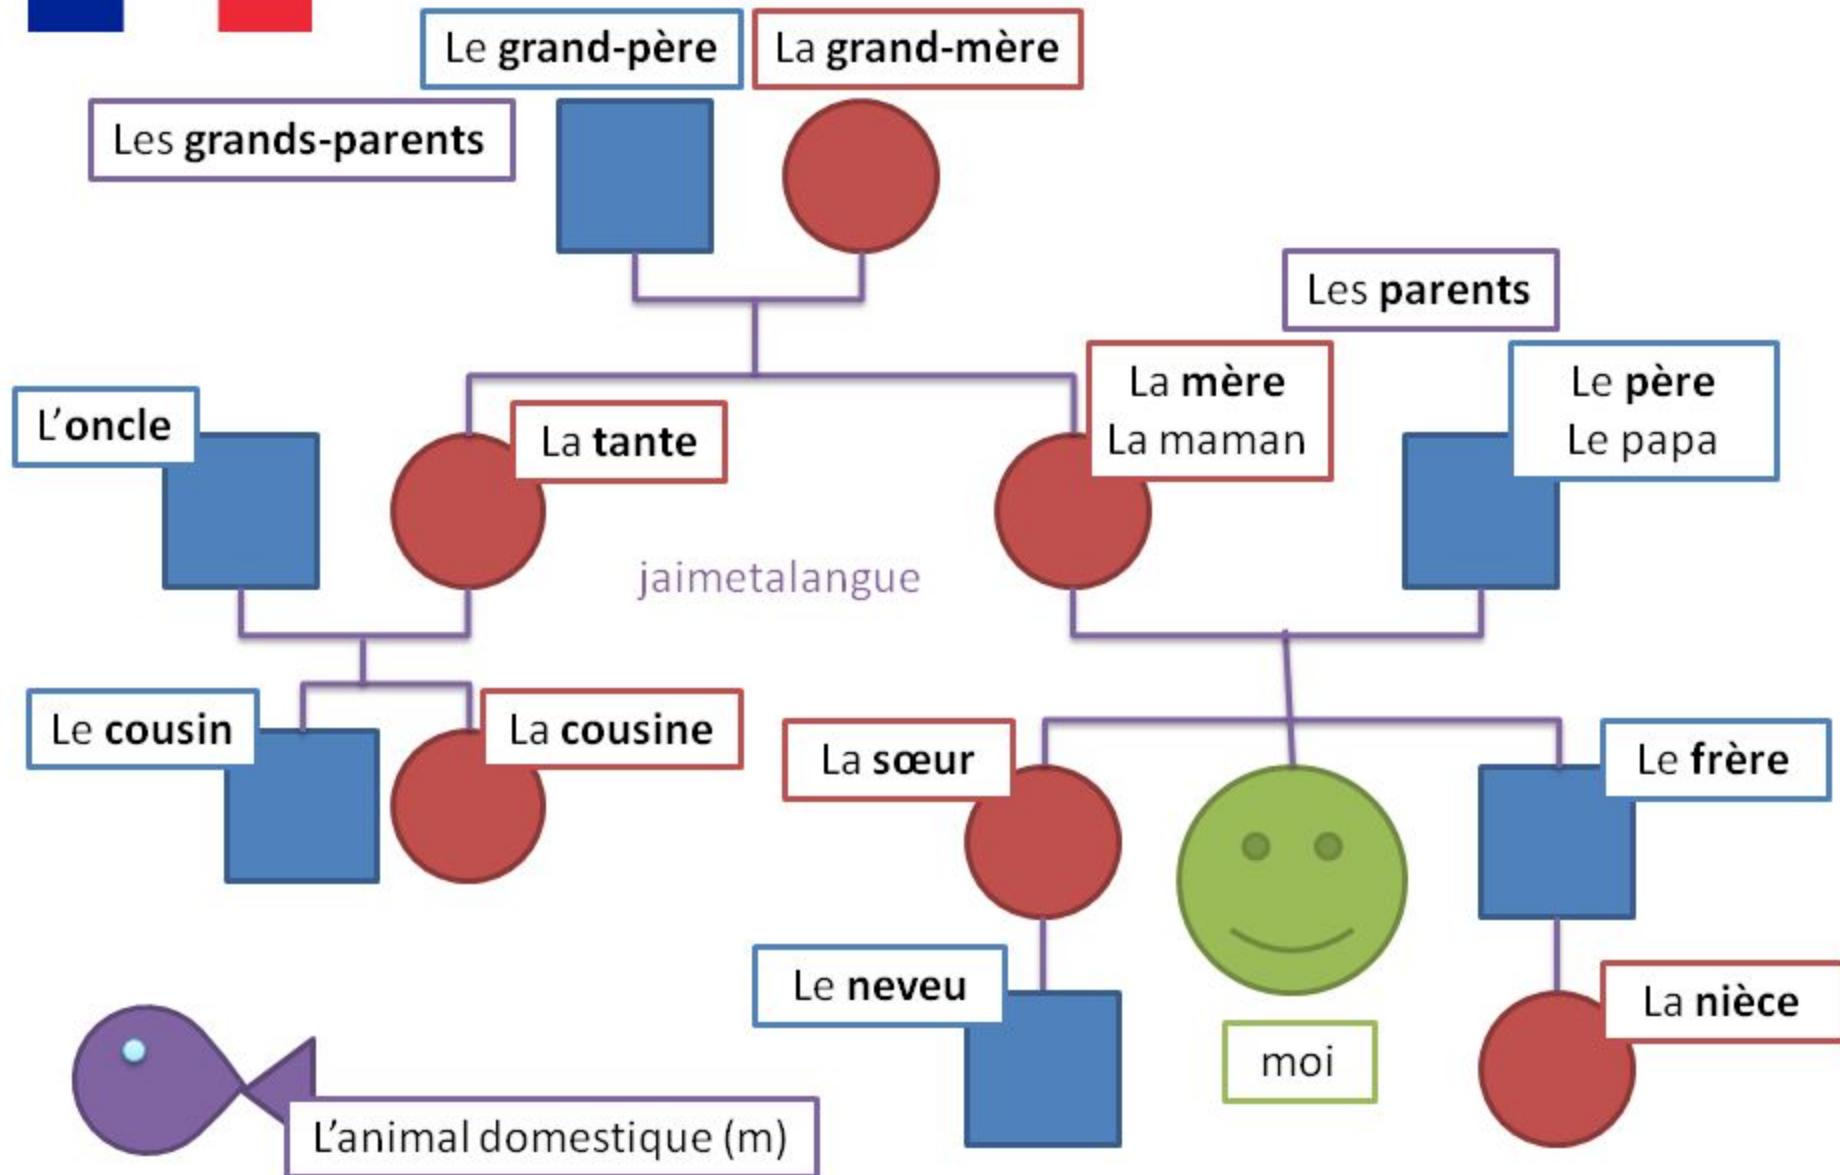 Le grand-père
La grand-mère
Les grands-parents
Les parents
La mère
La maman
Le père
Le papa
L'oncle
La tante
jaimetalangue
Le cousin
La cousine
La sœur
Le frère
Le neveu
moi
La nièce
L'animal domestique (m)